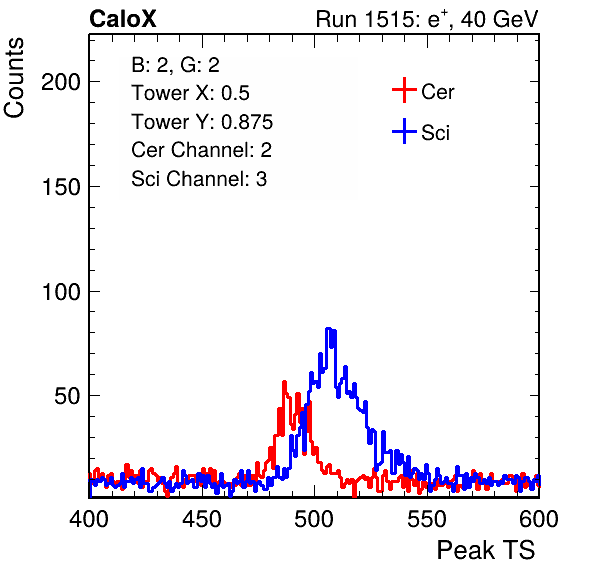 CaloX Run 1515: e⁺, 40 GeV
Counts
B: 2, G: 2
Tower X: 0.5
Tower Y: 0.875
Cer Channel: 2
Sci Channel: 3
Cer
Sci
200
150
100
50
400 450 500 550 600
Peak TS